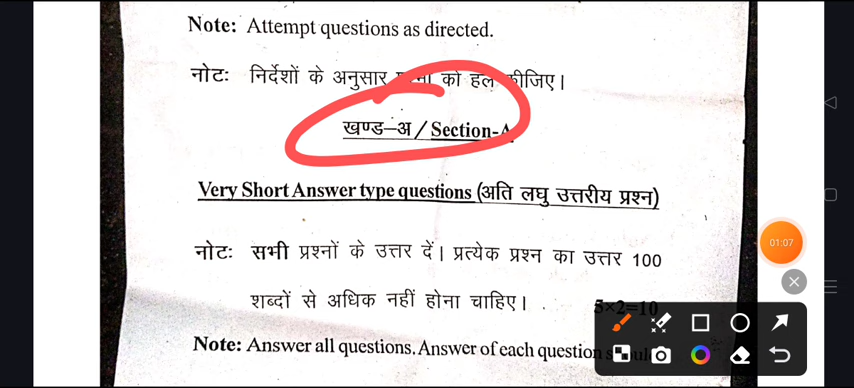 Note: Attempt questions as directed.
नोटः निर्देशों के अनुसार को हल कीजिए।
खण्ड–अ / Section-A
Very Short Answer type questions (अति लघु उत्तरीय प्रश्न)
नोटः सभी प्रश्नों के उत्तर दें। प्रत्येक प्रश्न का उत्तर 100
शब्दों से अधिक नहीं होना चाहिए। 5×2=10
01:07
Note: Answer all questions. Answer of each question